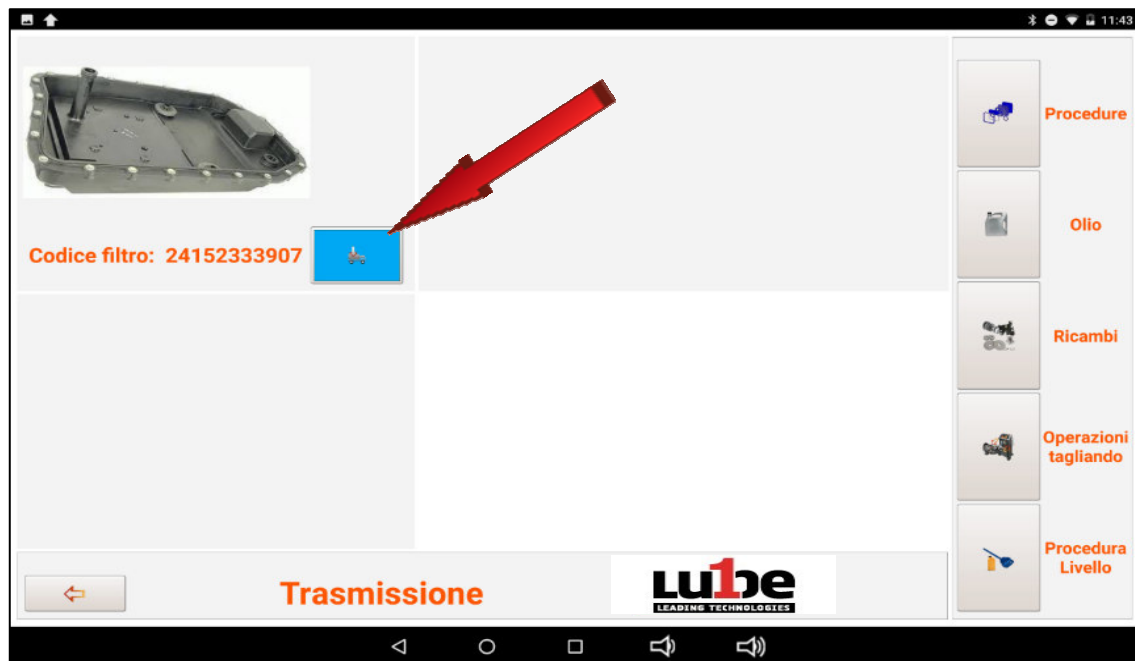 11:43
Codice filtro: 24152333907
Procedure
Olio
Ricambi
Operazioni
tagliando
Procedura
Livello
Trasmissione
Lu1be
LEADING TECHNOLOGIES